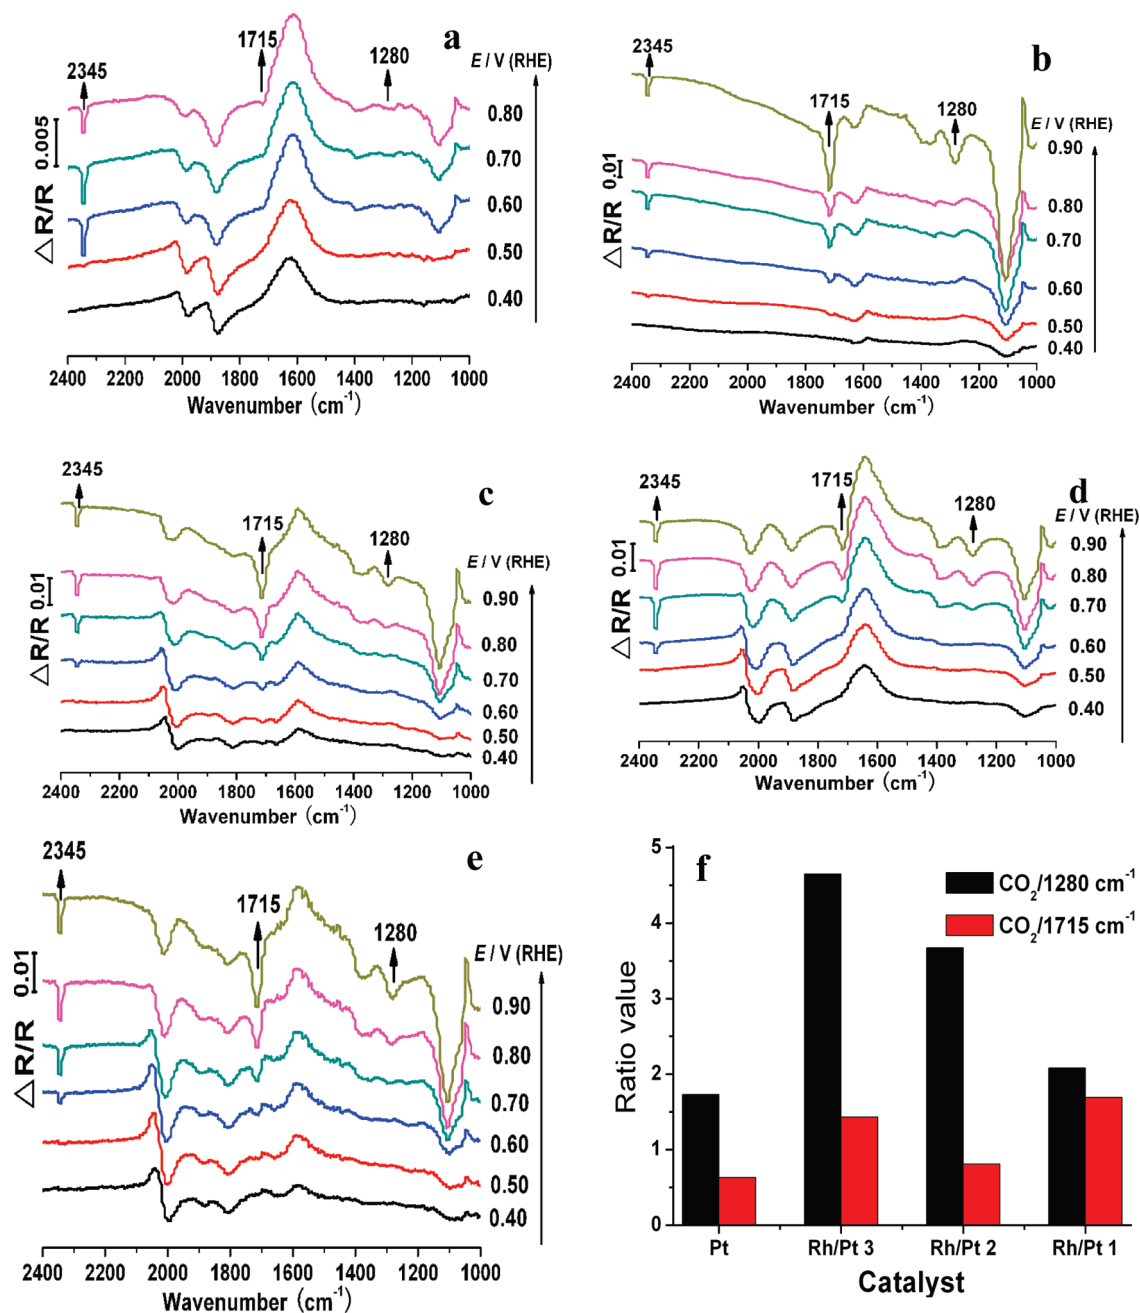 a
2345
1715
1280
E / V (RHE)
0.80
0.70
0.60
0.50
0.40
△R/R 0.005
2400 2200 2000 1800 1600 1400 1200 1000
Wavenumber (cm⁻¹)
b
2345
1715
1280
E / V (RHE)
0.90
0.80
0.70
0.60
0.50
0.40
△R/R 0.01
2400 2200 2000 1800 1600 1400 1200 1000
Wavenumber (cm⁻¹)
c
2345
1715
1280
E / V (RHE)
0.90
0.80
0.70
0.60
0.50
0.40
△R/R 0.01
2400 2200 2000 1800 1600 1400 1200 1000
Wavenumber (cm⁻¹)
d
2345
1715
1280
E / V (RHE)
0.90
0.80
0.70
0.60
0.50
0.40
△R/R 0.01
2400 2200 2000 1800 1600 1400 1200 1000
Wavenumber (cm⁻¹)
e
2345
1715
1280
E / V (RHE)
0.90
0.80
0.70
0.60
0.50
0.40
△R/R 0.01
2400 2200 2000 1800 1600 1400 1200 1000
Wavenumber (cm⁻¹)
f
CO₂/1280 cm⁻¹
CO₂/1715 cm⁻¹
Ratio value
5
4
3
2
1
0
Pt Rh/Pt 3 Rh/Pt 2 Rh/Pt 1
Catalyst